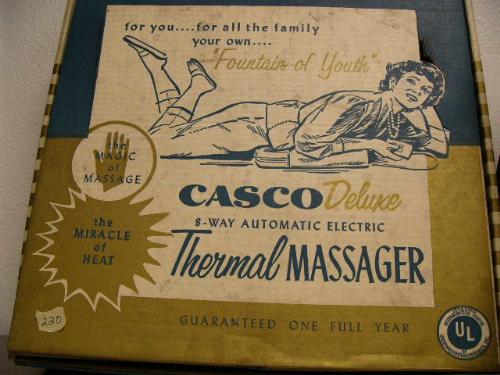 for you....for all the family
your own....
"Fountain of Youth"
the
MAGIC
of
MASSAGE
CASCO Deluxe
8-WAY AUTOMATIC ELECTRIC
the
MIRACLE
of
HEAT
Thermal MASSAGER
220
GUARANTEED ONE FULL YEAR
UL